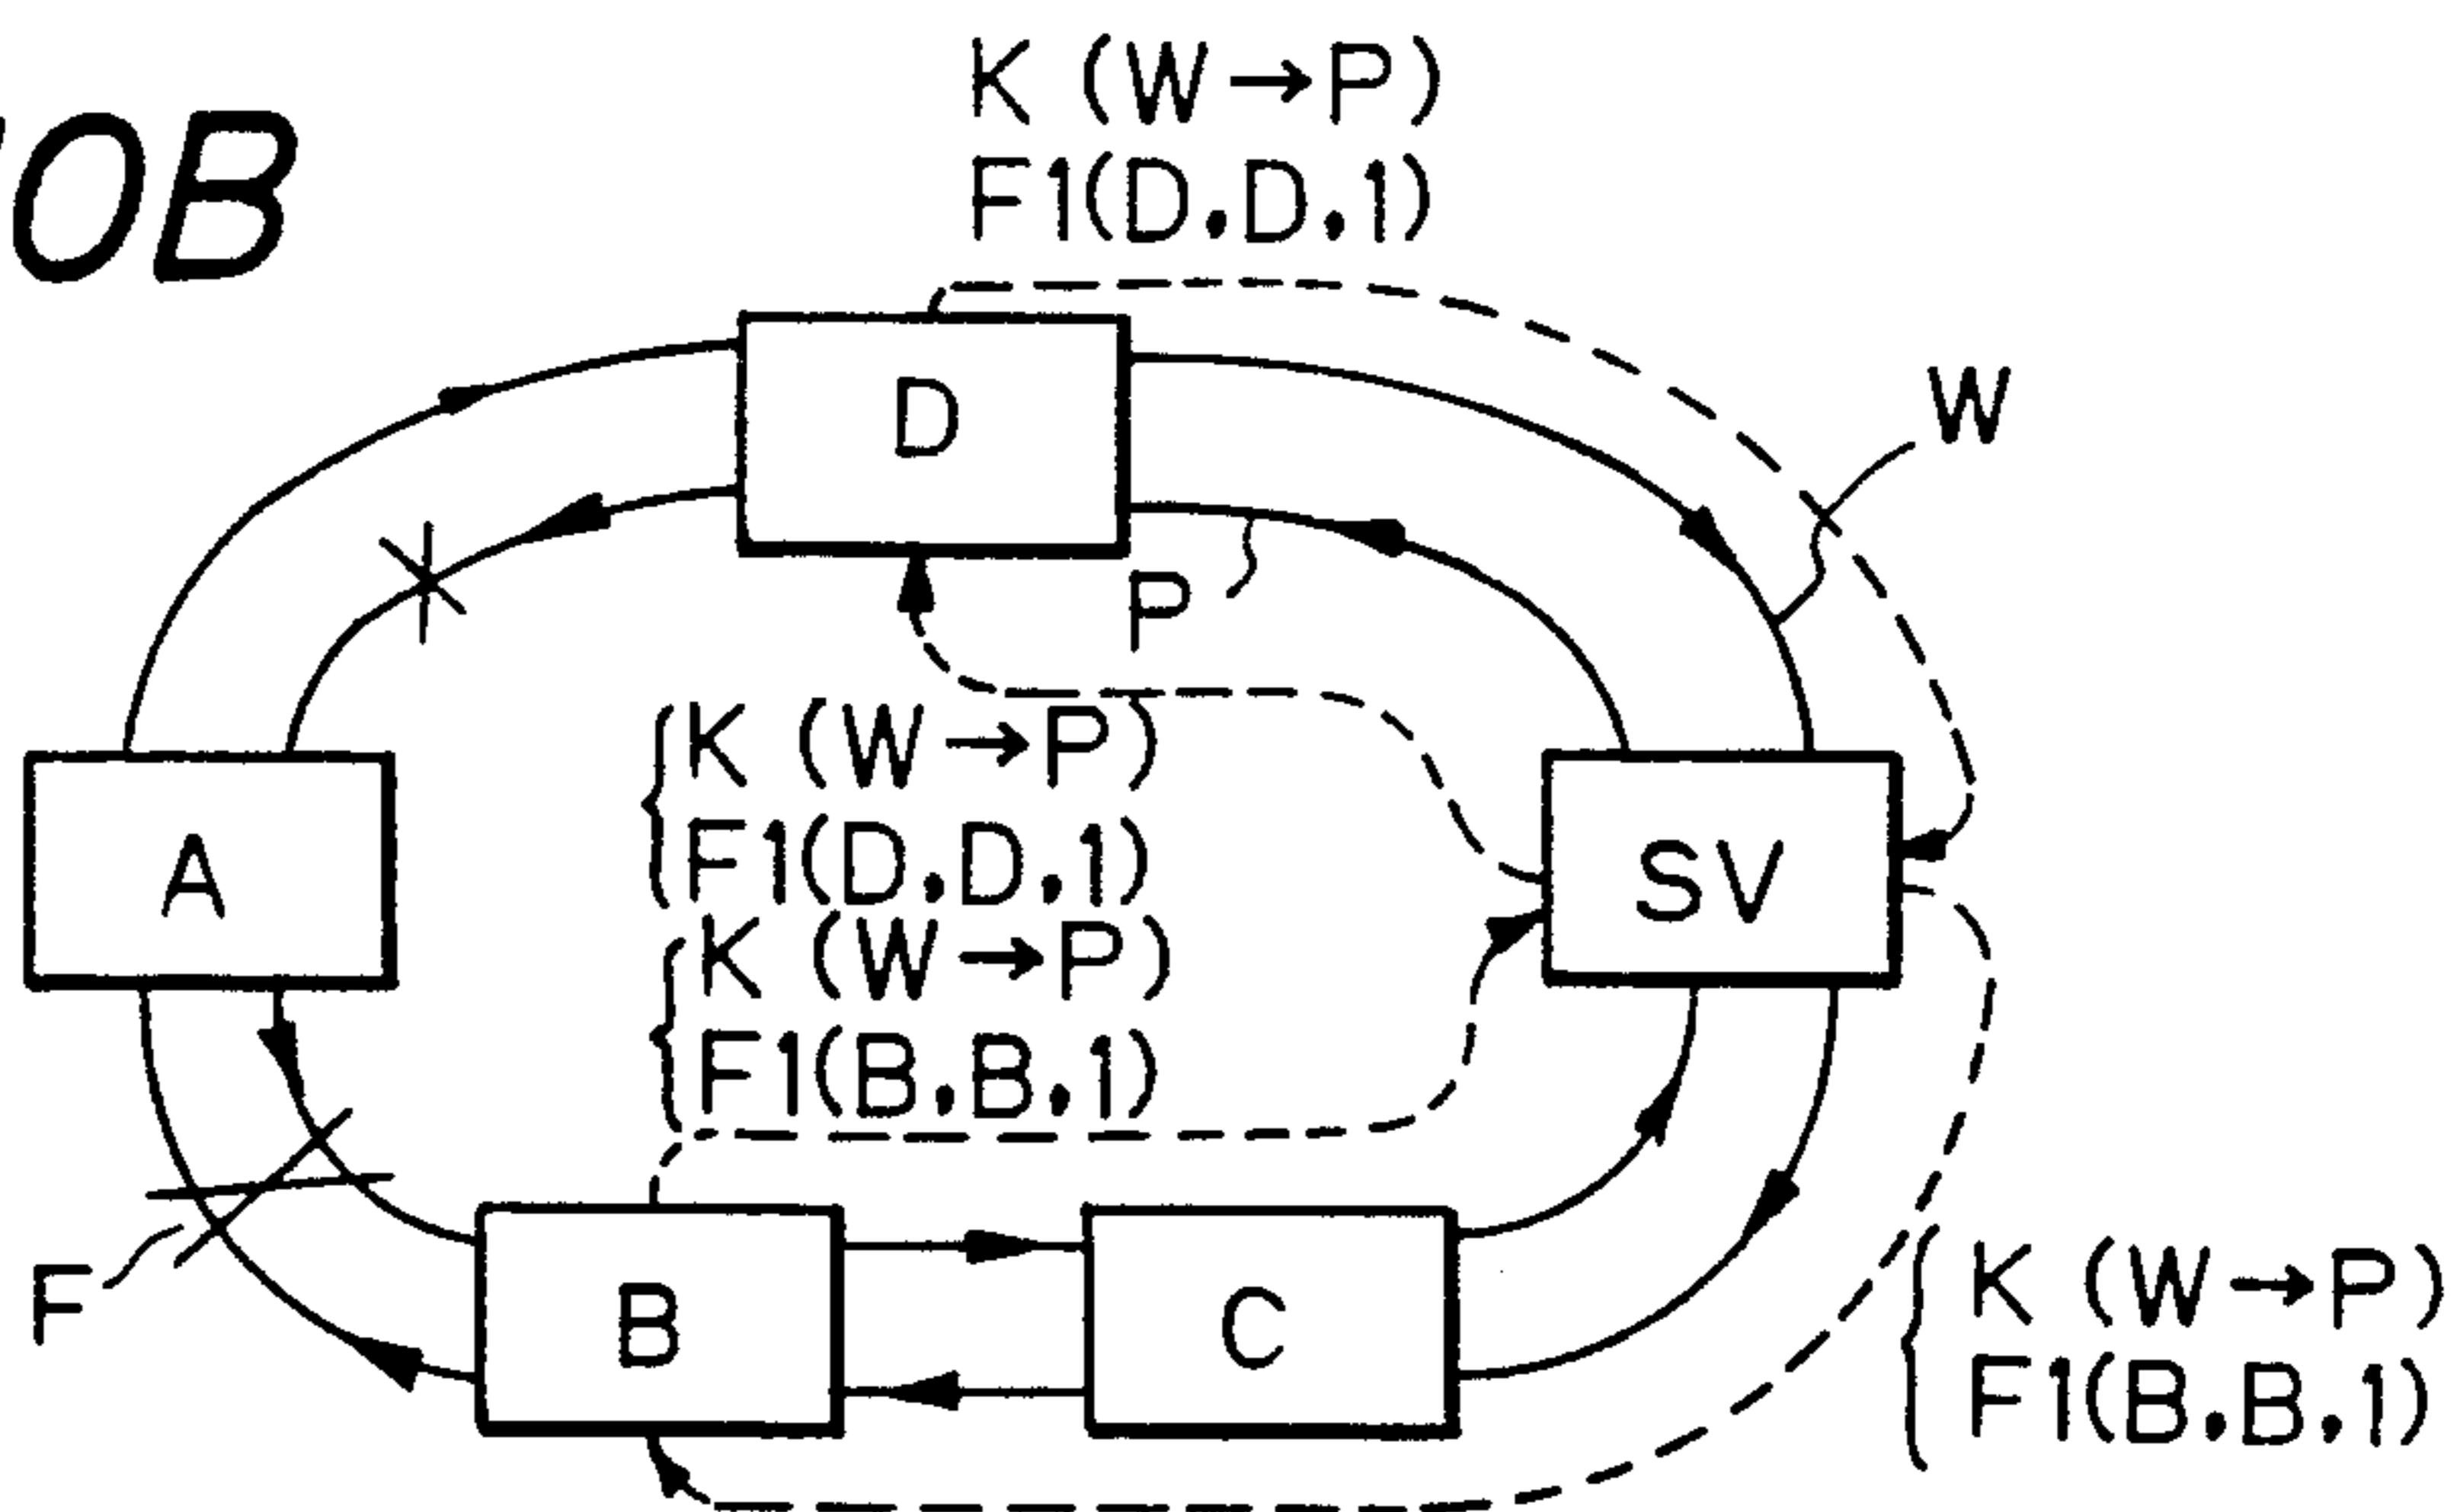 0B
K (W→P)
F1(D.D.1)
W
D
P
K (W→P)
F1(D.D.1)
A
SV
K (W→P)
F1(B.B.1)
F
B
C
K (W→P)
F1(B.B.1)